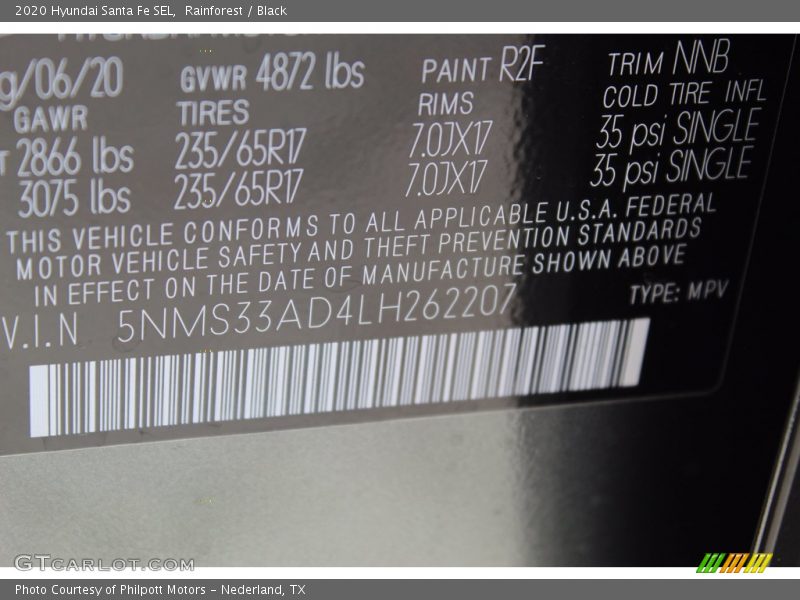 2020 Hyundai Santa Fe SEL, Rainforest / Black
g/06/20 GVWR 4872 lbs PAINT R2F TRIM NNB
GAWR TIRES RIMS COLD TIRE INFL
T 2866 lbs 235/65R17 7.0JX17 35 psi SINGLE
3075 lbs 235/65R17 7.0JX17 35 psi SINGLE
THIS VEHICLE CONFORMS TO ALL APPLICABLE U.S.A. FEDERAL
MOTOR VEHICLE SAFETY AND THEFT PREVENTION STANDARDS
IN EFFECT ON THE DATE OF MANUFACTURE SHOWN ABOVE
V.I.N 5NMS33AD4LH262207 TYPE: MPV
GTCARLOT.COM
Photo Courtesy of Philpott Motors - Nederland, TX